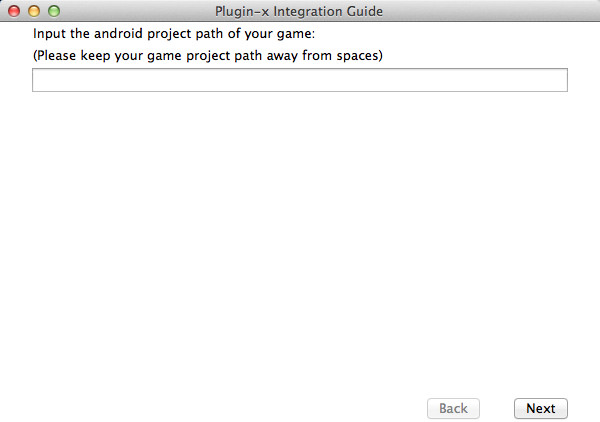 Plugin-x Integration Guide
Input the android project path of your game:
(Please keep your game project path away from spaces)
Back
Next